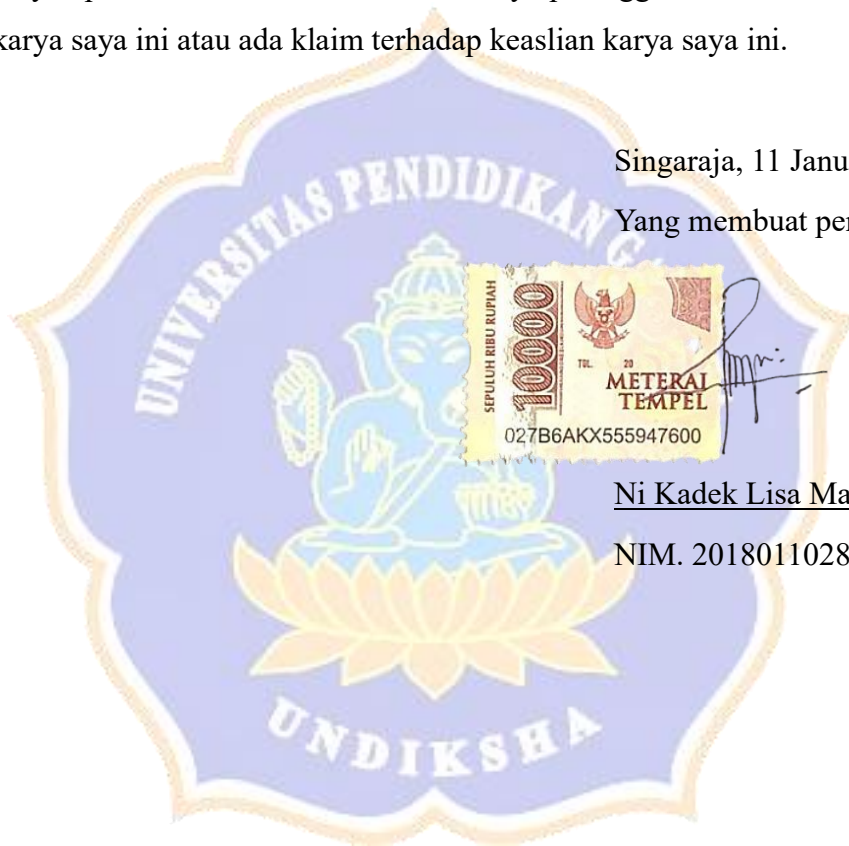 karya saya ini atau ada klaim terhadap keaslian karya saya ini.
Singaraja, 11 Janu
Yang membuat per
UNIVERSITAS PENDIDIKAN G
SEPULUH RIBU RUPIAH
10000
TGL. 20
METERAI
TEMPEL
027B6AKX555947600
Ni Kadek Lisa Ma
NIM. 2018011028
UNDIKSHA